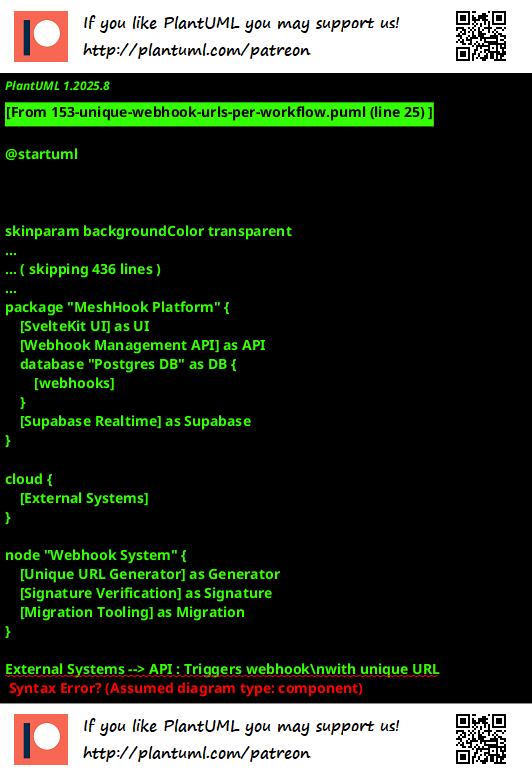 If you like PlantUML you may support us!
http://plantuml.com/patreon
PlantUML 1.2025.8
[From 153-unique-webhook-urls-per-workflow.puml (line 25) ]
@startuml
skinparam backgroundColor transparent
...
... ( skipping 436 lines )
...
package "MeshHook Platform" {
    [SvelteKit UI] as UI
    [Webhook Management API] as API
    database "Postgres DB" as DB {
        [webhooks]
    }
    [Supabase Realtime] as Supabase
}
cloud {
    [External Systems]
}
node "Webhook System" {
    [Unique URL Generator] as Generator
    [Signature Verification] as Signature
    [Migration Tooling] as Migration
}
External Systems --> API : Triggers webhook\nwith unique URL
Syntax Error? (Assumed diagram type: component)
If you like PlantUML you may support us!
http://plantuml.com/patreon